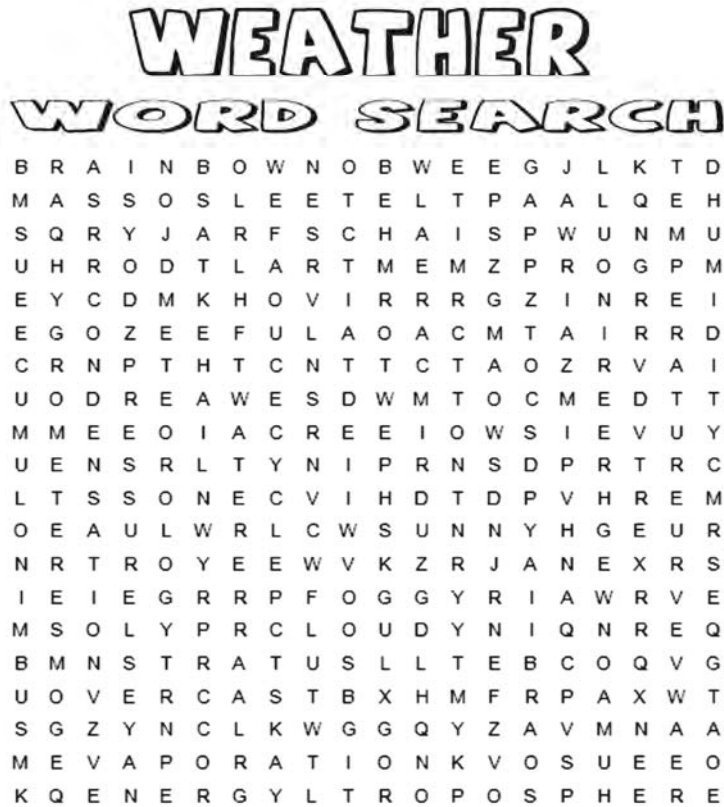 WEATHER
WORD SEARCH
B R A I N B O W N O B W E E G J L K T D
M A S S O S L E E T E L T P A A L Q E H
S Q R Y J A R F S C H A I S P W U N M U
U H R O D T L A R T M E M Z P R O G P M
E Y C D M K H O V I R R R G Z I N R E I
E G O Z E E F U L A O A C M T A I R R D
C R N P T H T C N T T C T A O Z R V A I
U O D R E A W E S D W M T O C M E D T T
M M E E O I A C R E E I O W S I E V U Y
U E N S R L T Y N I P R N S D P R T R C
L T S S O N E C V I H D T D P V H R E M
O E A U L W R L C W S U N N Y H G E U R
N R T R O Y E E W V K Z R J A N E X R S
I E I E G R R P F O G G Y R I A W R V E
M S O L Y P R C L O U D Y N I Q N R E Q
B M N S T R A T U S L L T E B C O Q V G
U O V E R C A S T B X H M F R P A X W T
S G Z Y N C L K W G G Q Y Z A V M N A A
M E V A P O R A T I O N K V O S U E E O
K Q E N E R G Y L T R O P O S P H E R E